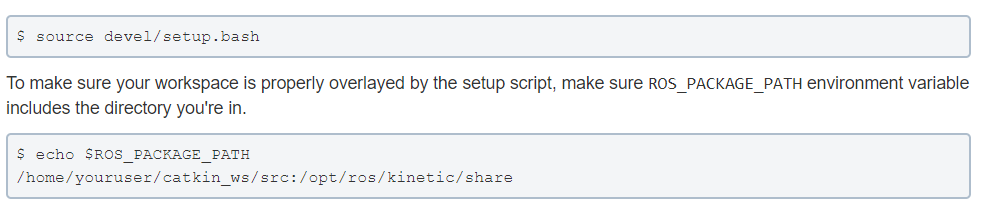 $ source devel/setup.bash
To make sure your workspace is properly overlayed by the setup script, make sure ROS_PACKAGE_PATH environment variable
includes the directory you're in.
$ echo $ROS_PACKAGE_PATH
/home/youruser/catkin_ws/src:/opt/ros/kinetic/share